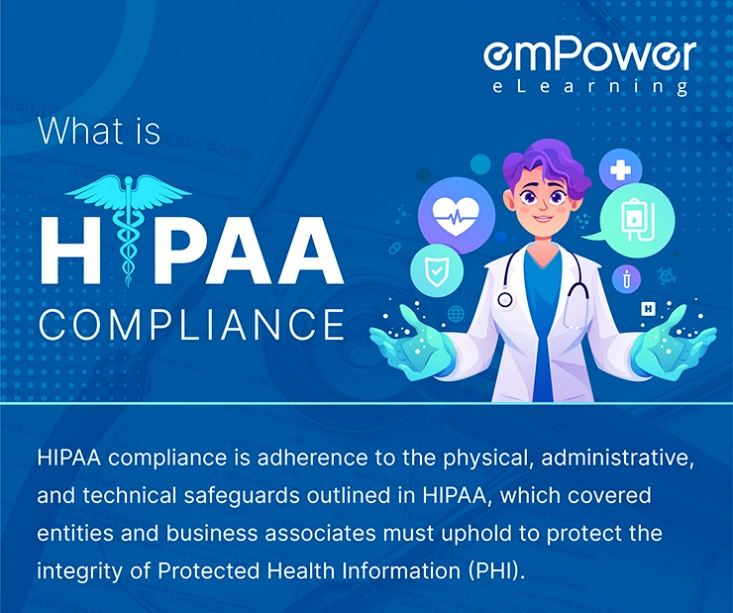 emPower
eLearning
What is
HIPAA
COMPLIANCE
H
HIPAA compliance is adherence to the physical, administrative,
and technical safeguards outlined in HIPAA, which covered
entities and business associates must uphold to protect the
integrity of Protected Health Information (PHI).